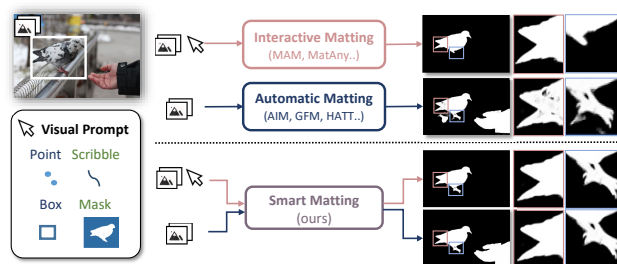 Interactive Matting
(MAM, MatAny..)
Automatic Matting
(AIM, GFM, HATT..)
Visual Prompt
Point Scribble
Box Mask
Smart Matting
(ours)